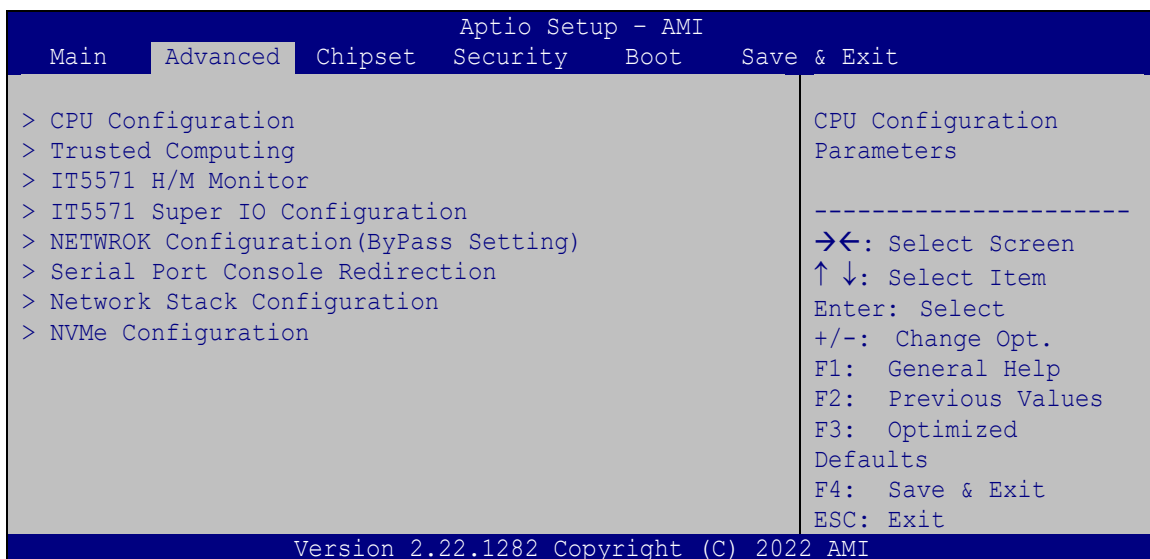 Aptio Setup – AMI
Main Advanced Chipset Security Boot Save & Exit
> CPU Configuration
> Trusted Computing
> IT5571 H/M Monitor
> IT5571 Super IO Configuration
> NETWROK Configuration(ByPass Setting)
> Serial Port Console Redirection
> Network Stack Configuration
> NVMe Configuration
CPU Configuration
Parameters
----------------------
→←: Select Screen
↑ ↓: Select Item
Enter: Select
+/-: Change Opt.
F1: General Help
F2: Previous Values
F3: Optimized
Defaults
F4: Save & Exit
ESC: Exit
Version 2.22.1282 Copyright (C) 2022 AMI